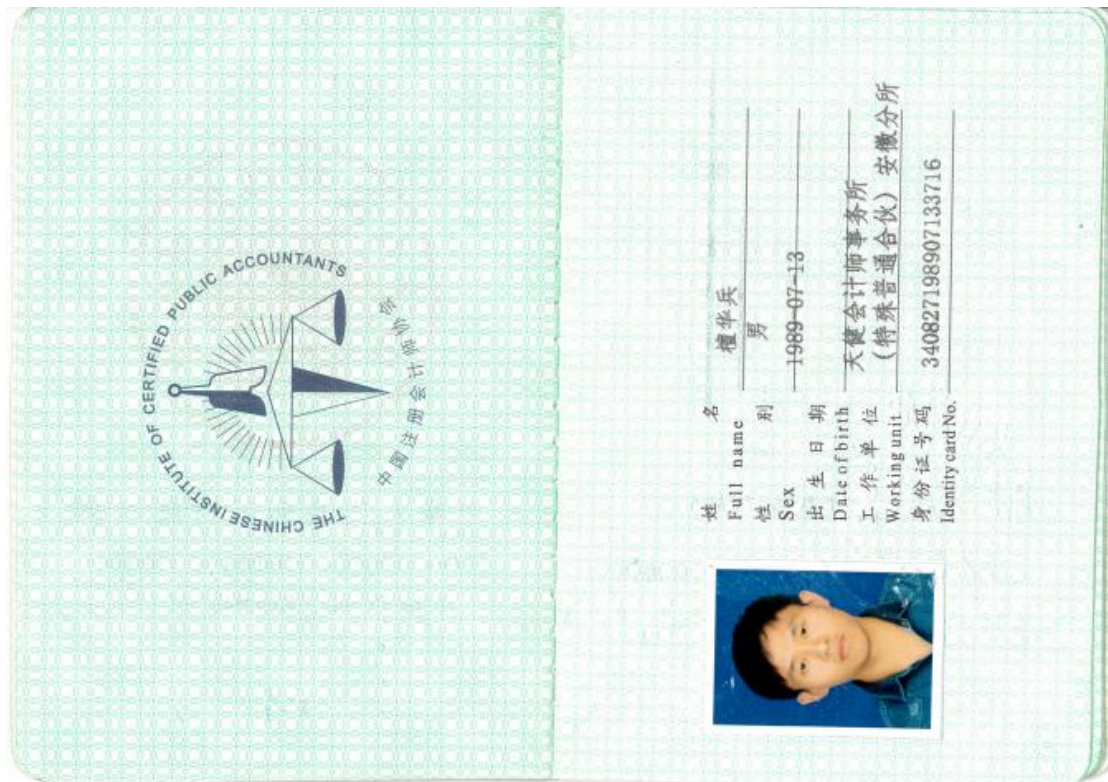 THE CHINESE INSTITUTE OF CERTIFIED PUBLIC ACCOUNTANTS
中国注册会计师协会
姓 名 檀华兵
Full name
性 别 男
Sex
出 生 日 期 1989-07-13
Date of birth
工 作 单 位 天健会计师事务所
Working unit (特殊普通合伙) 安徽分所
身 份 证 号 码 340827198907133716
Identity card No.